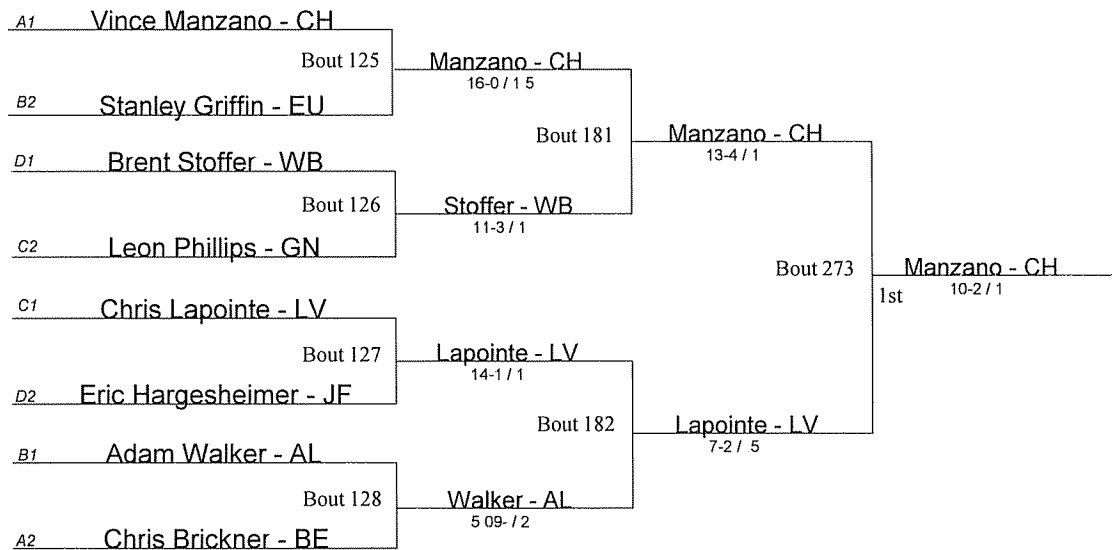 A1 Vince Manzano - CH
Bout 125
Manzano - CH
16-0 / 1 5
B2 Stanley Griffin - EU
Bout 181
Manzano - CH
13-4 / 1
D1 Brent Stoffer - WB
Bout 126
Stoffer - WB
11-3 / 1
C2 Leon Phillips - GN
Bout 273
Manzano - CH
10-2 / 1
1st
C1 Chris Lapointe - LV
Bout 127
Lapointe - LV
14-1 / 1
D2 Eric Hargesheimer - JF
Bout 182
Lapointe - LV
7-2 / 5
B1 Adam Walker - AL
Bout 128
Walker - AL
5 09- / 2
A2 Chris Brickner - BE